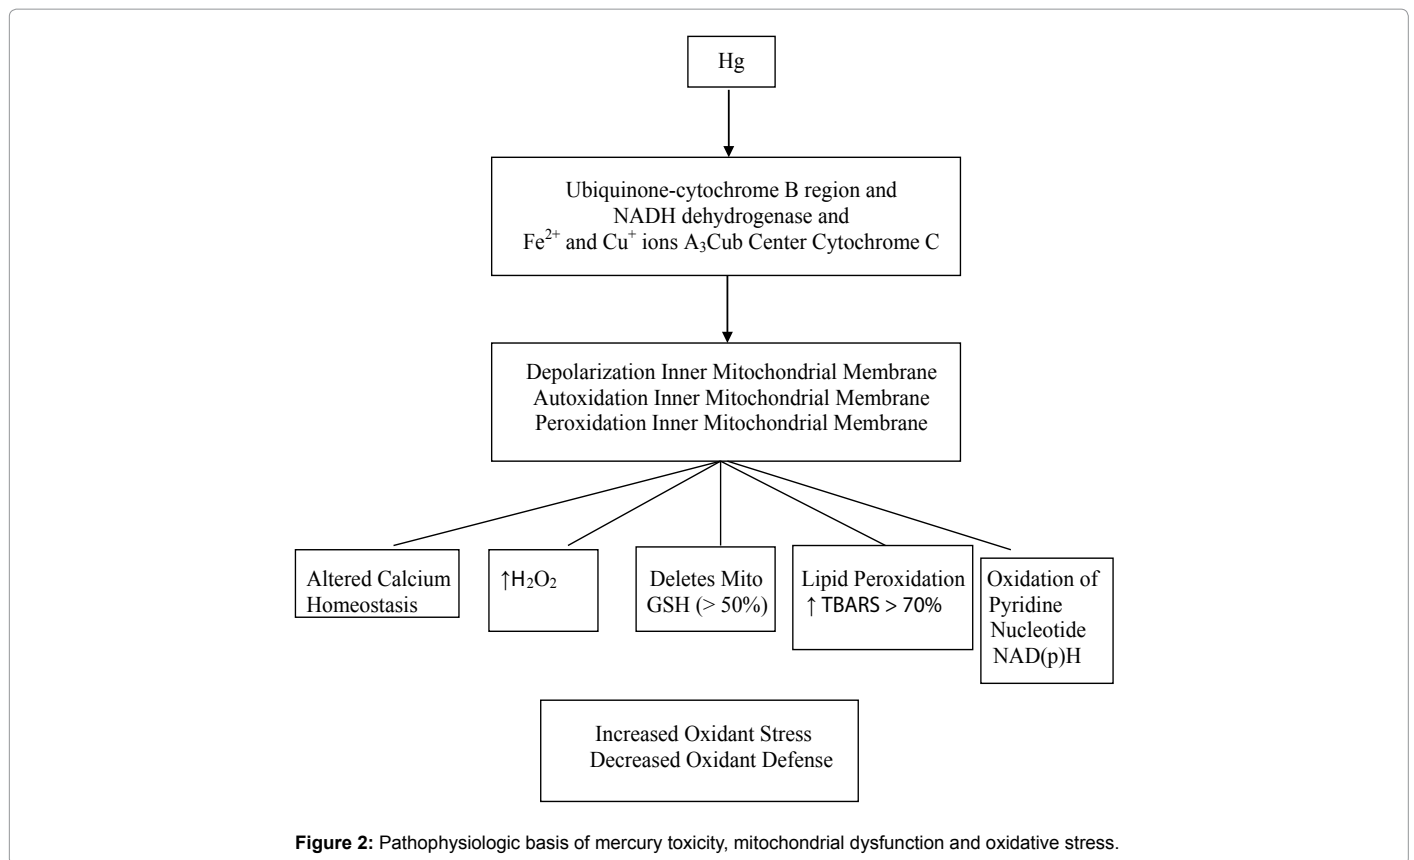 Hg
Ubiquinone-cytochrome B region and
NADH dehydrogenase and
Fe²⁺ and Cu⁺ ions A₃Cub Center Cytochrome C
Depolarization Inner Mitochondrial Membrane
Autoxidation Inner Mitochondrial Membrane
Peroxidation Inner Mitochondrial Membrane
Altered Calcium
Homeostasis
↑H₂O₂
Deletes Mito
GSH (> 50%)
Lipid Peroxidation
↑ TBARS > 70%
Oxidation of
Pyridine
Nucleotide
NAD(p)H
Increased Oxidant Stress
Decreased Oxidant Defense
Figure 2: Pathophysiologic basis of mercury toxicity, mitochondrial dysfunction and oxidative stress.